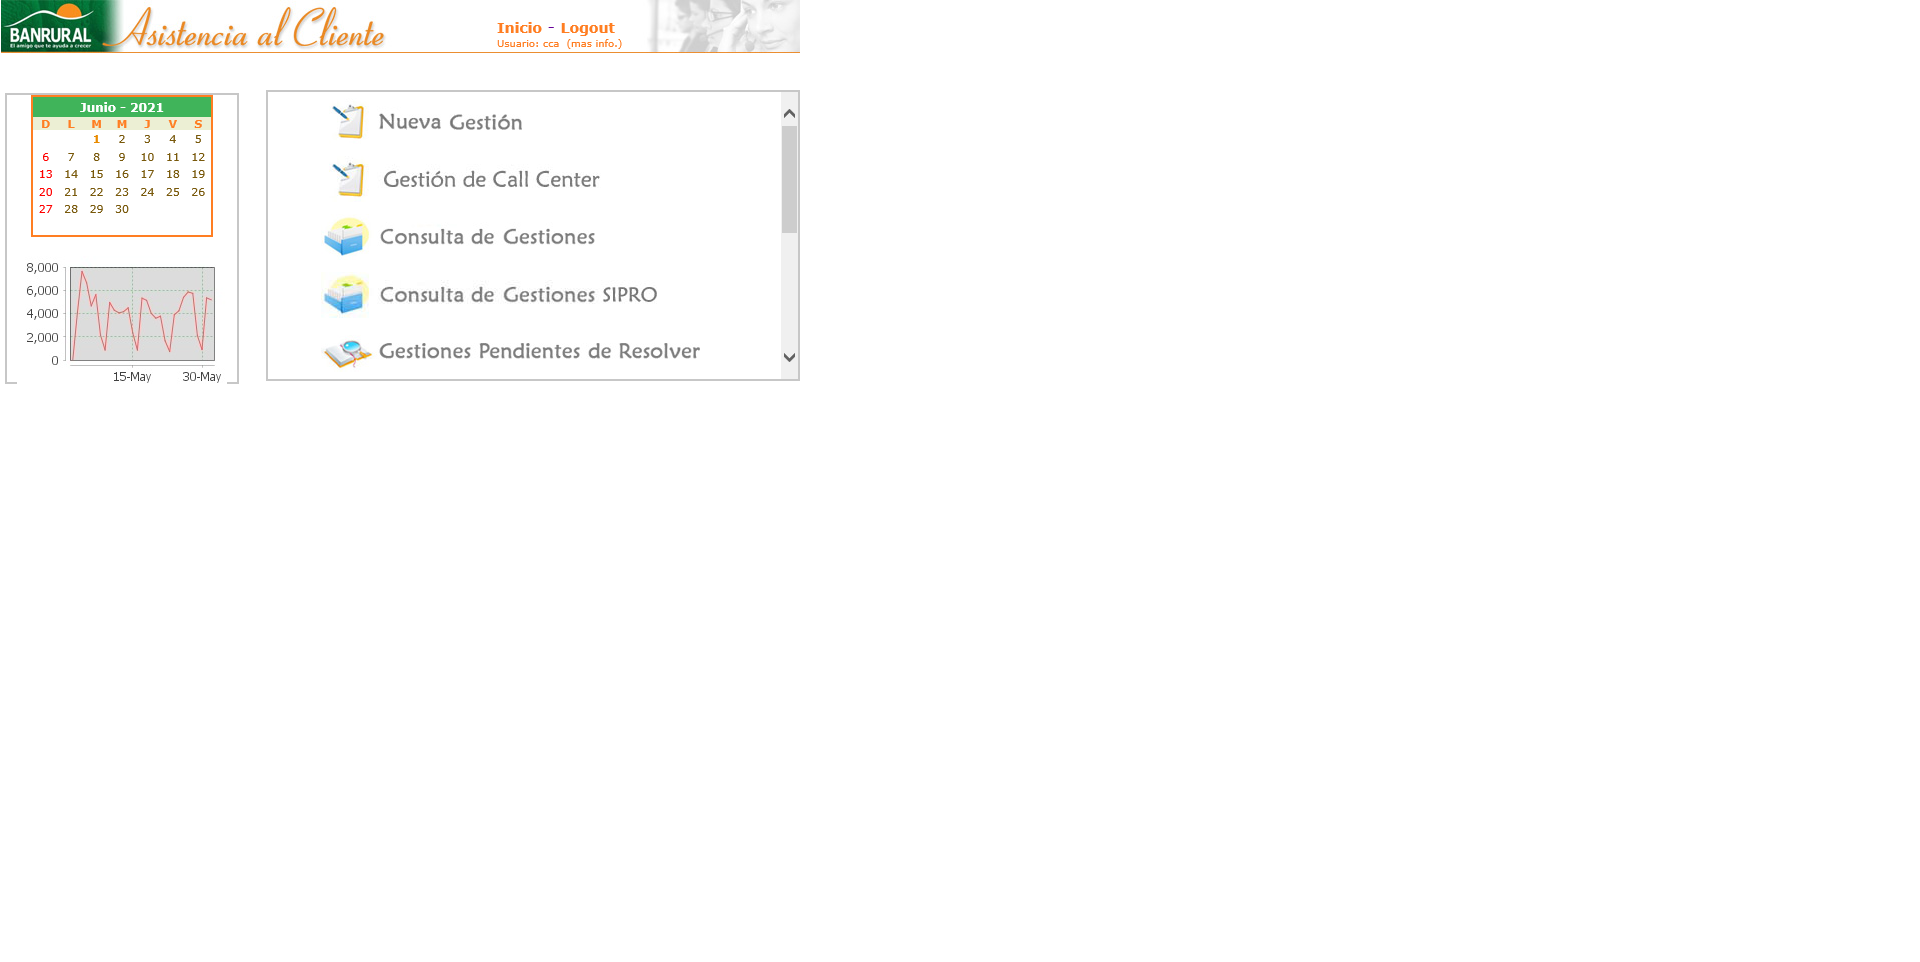 BANRURAL
El amigo que te ayuda a crecer
Asistencia al Cliente
Inicio - Logout
Usuario: cca (mas info.)
Junio - 2021
D L M M J V S
1 2 3 4 5
6 7 8 9 10 11 12
13 14 15 16 17 18 19
20 21 22 23 24 25 26
27 28 29 30
8,000
6,000
4,000
2,000
0
15-May 30-May
Nueva Gestión
Gestión de Call Center
Consulta de Gestiones
Consulta de Gestiones SIPRO
Gestiones Pendientes de Resolver